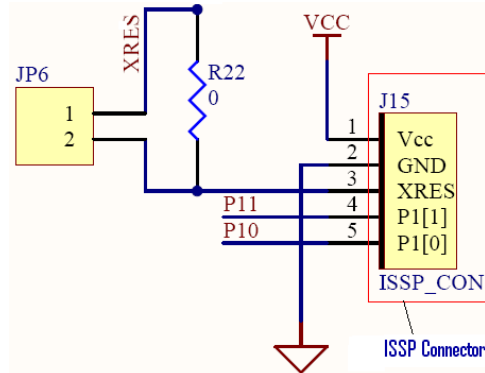 XRES
VCC
JP6
1
2
R22
0
J15
1 Vcc
2 GND
3 XRES
P11 4 P1[1]
P10 5 P1[0]
ISSP_CON
ISSP Connector